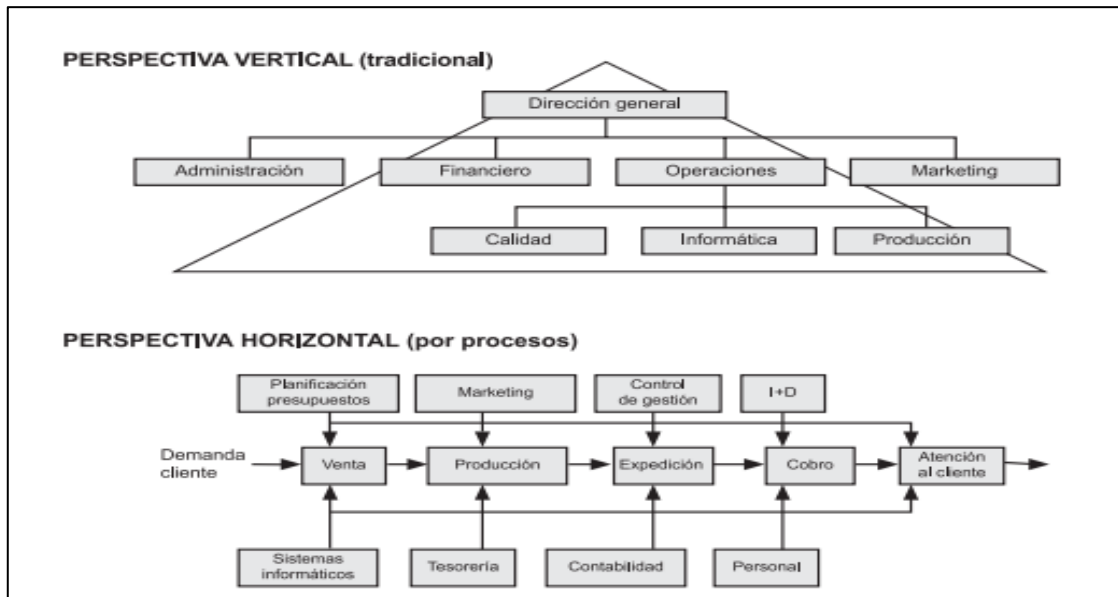 PERSPECTIVA VERTICAL (tradicional)
Dirección general
Administración
Financiero
Operaciones
Marketing
Calidad
Informática
Producción
PERSPECTIVA HORIZONTAL (por procesos)
Planificación
presupuestos
Marketing
Control
de gestión
I+D
Demanda
cliente
Venta
Producción
Expedición
Cobro
Atención
al cliente
Sistemas
informáticos
Tesorería
Contabilidad
Personal